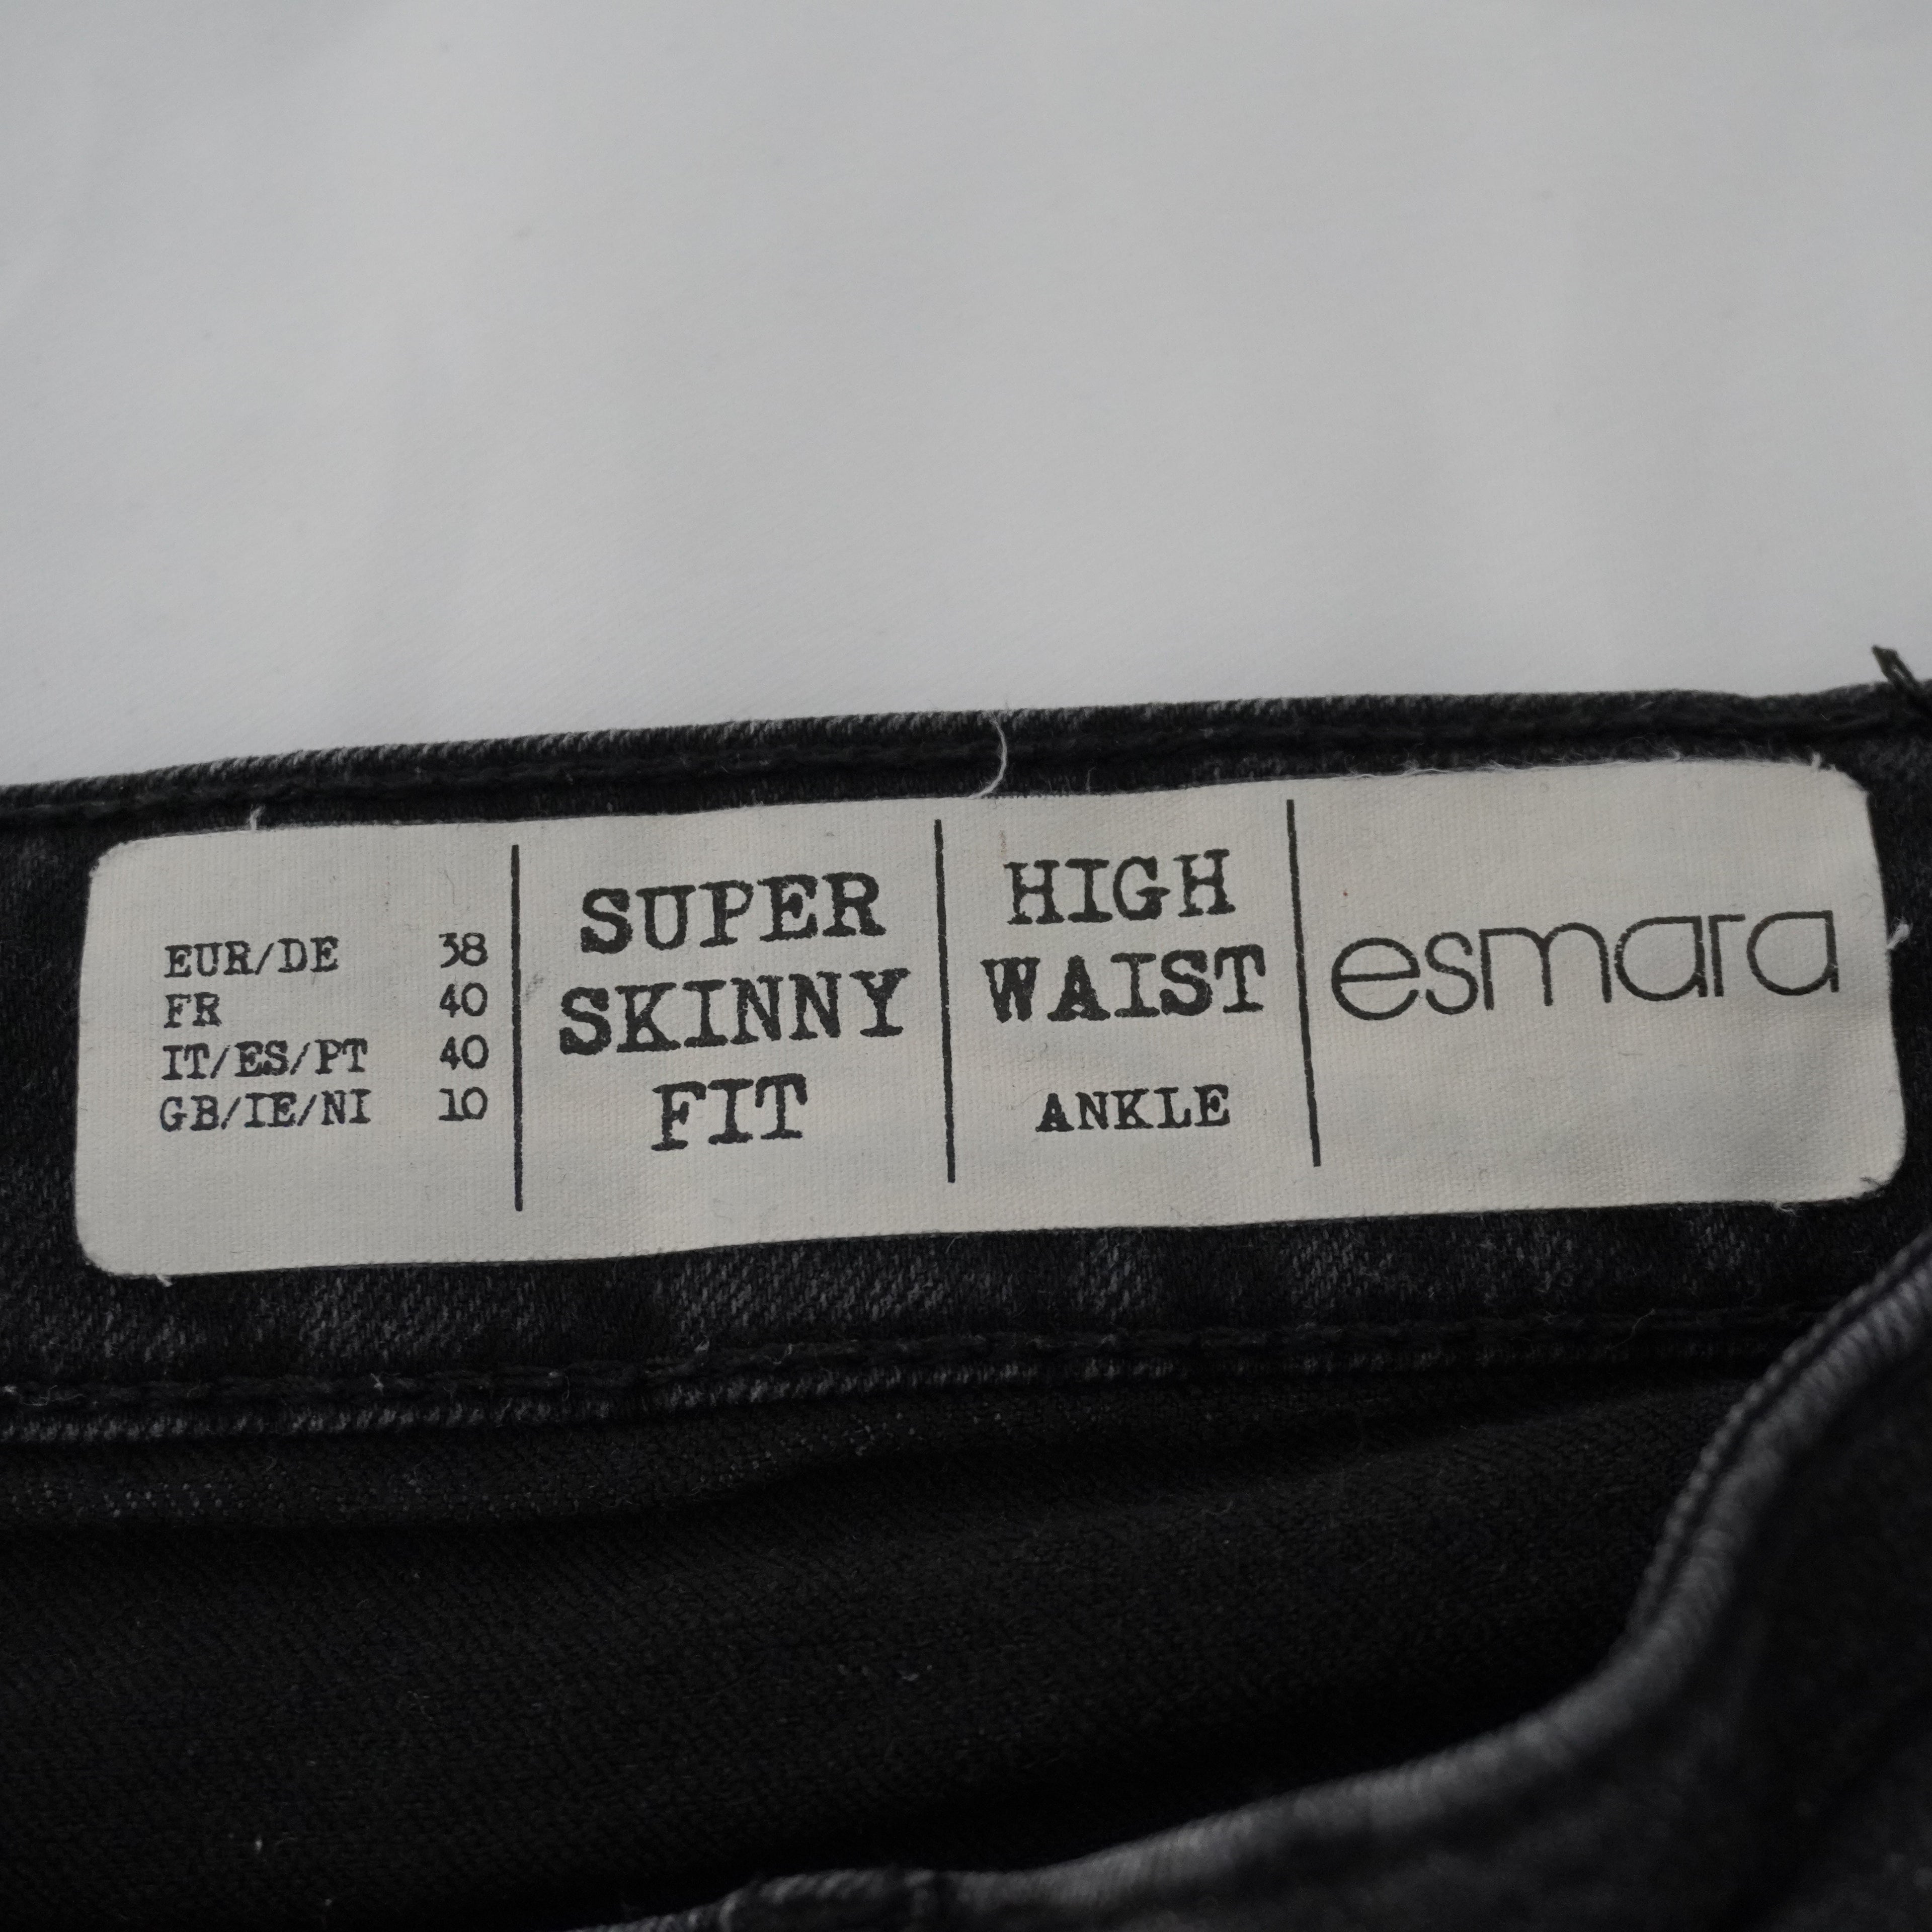 EUR/DE 38
FR 40
IT/ES/PT 40
GB/IE/NI 10
SUPER
SKINNY
FIT
HIGH
WAIST
ANKLE
esmara